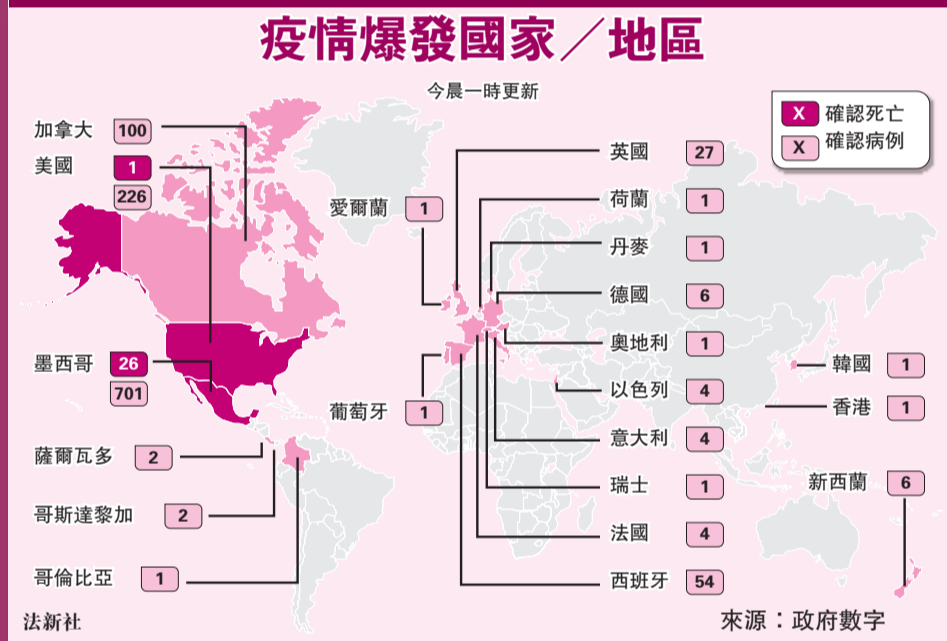 疫情爆發國家／地區
今晨一時更新
X 確認死亡
X 確認病例
加拿大 100
美國 1
226
墨西哥 26
701
薩爾瓦多 2
哥斯達黎加 2
哥倫比亞 1
愛爾蘭 1
葡萄牙 1
英國 27
荷蘭 1
丹麥 1
德國 6
奧地利 1
以色列 4
意大利 4
瑞士 1
法國 4
西班牙 54
韓國 1
香港 1
新西蘭 6
法新社
來源：政府數字